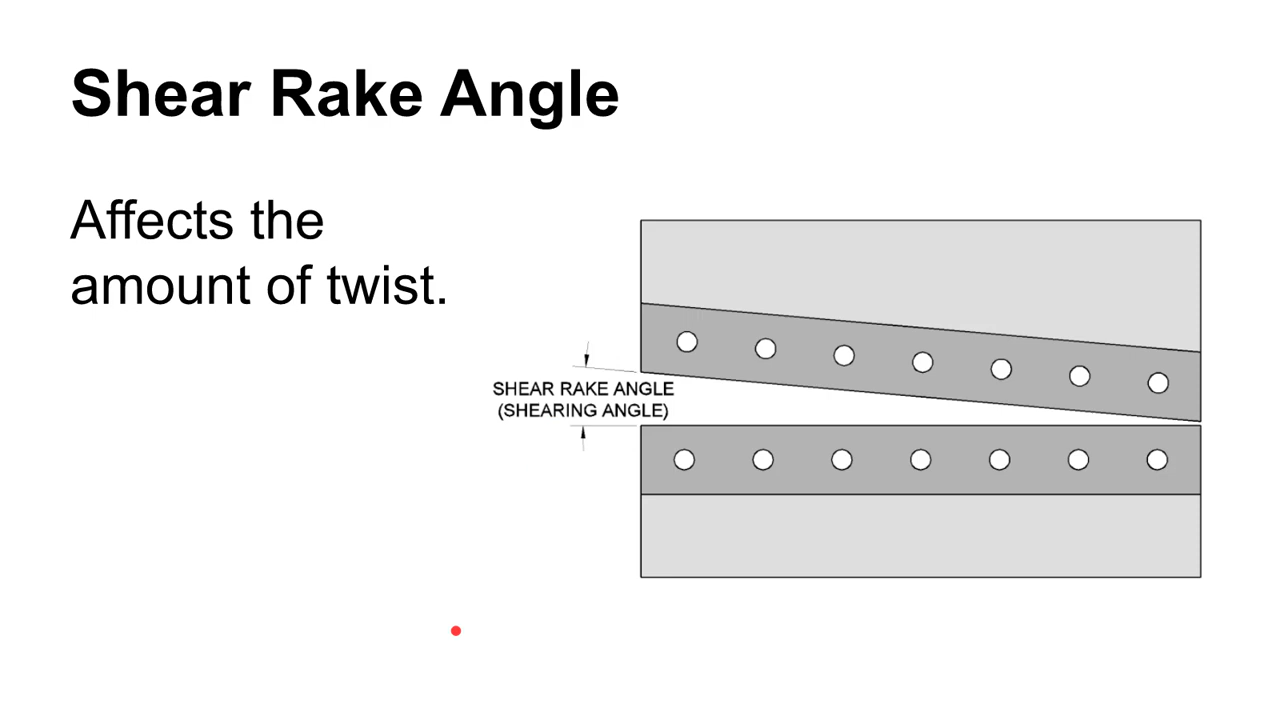 Shear Rake Angle
Affects the
amount of twist.
SHEAR RAKE ANGLE
(SHEARING ANGLE)